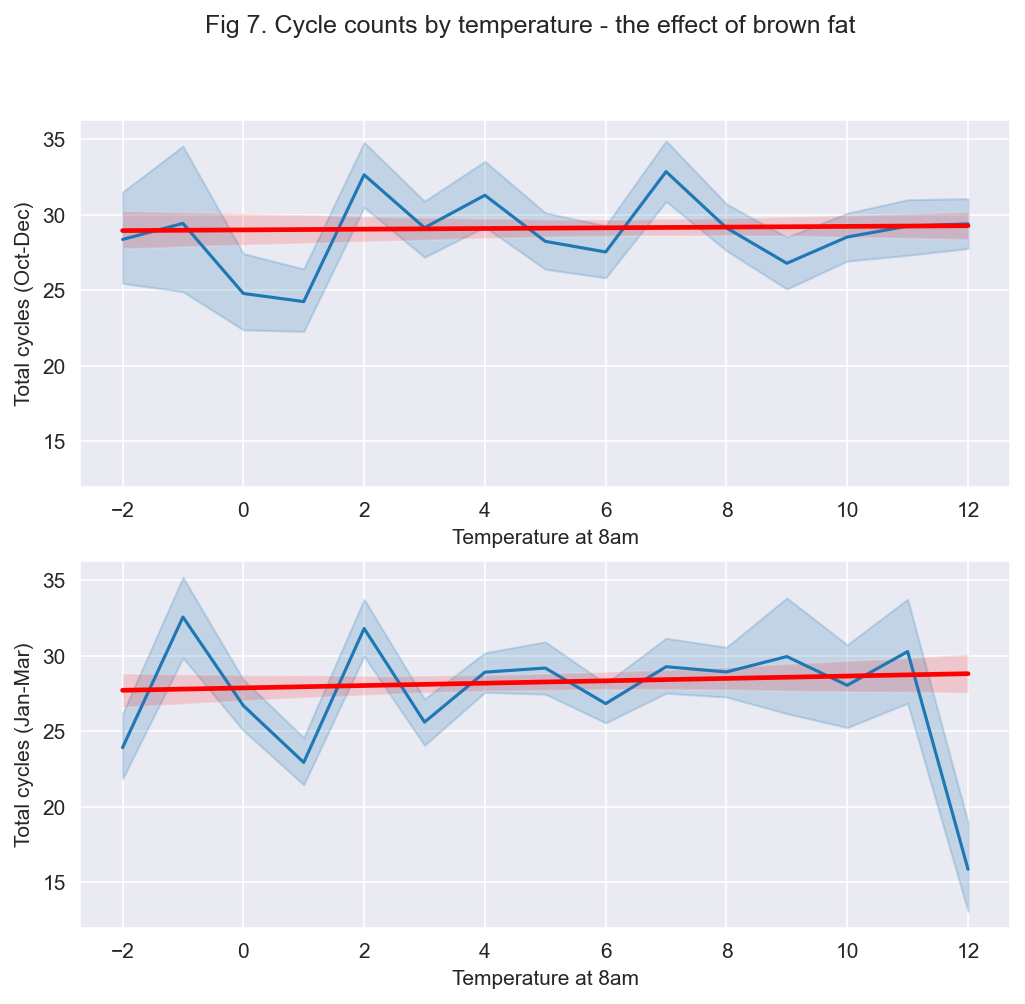 Fig 7. Cycle counts by temperature - the effect of brown fat
35
30
25
20
15
Total cycles (Oct-Dec)
−2 0 2 4 6 8 10 12
Temperature at 8am
35
30
25
20
15
Total cycles (Jan-Mar)
−2 0 2 4 6 8 10 12
Temperature at 8am